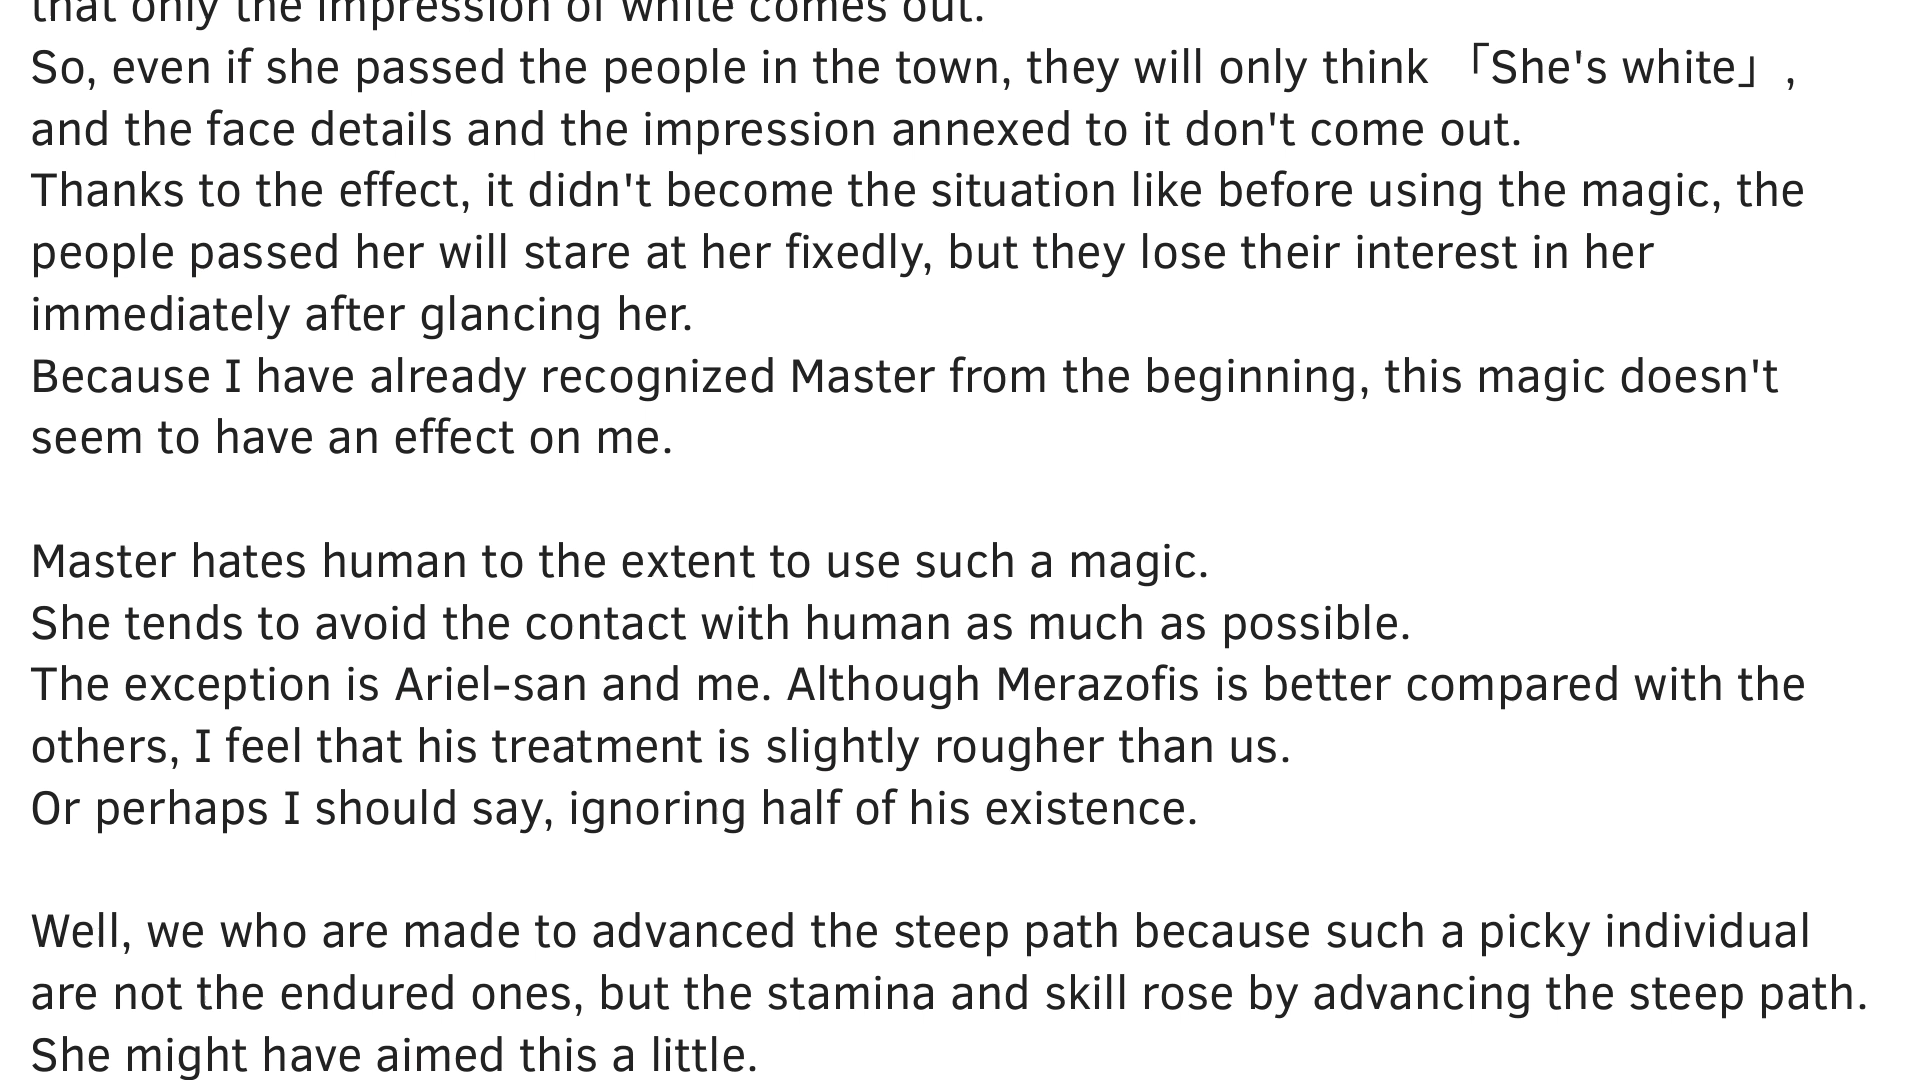 that only the impression of white comes out.
So, even if she passed the people in the town, they will only think 「She's white」,
and the face details and the impression annexed to it don't come out.
Thanks to the effect, it didn't become the situation like before using the magic, the
people passed her will stare at her fixedly, but they lose their interest in her
immediately after glancing her.
Because I have already recognized Master from the beginning, this magic doesn't
seem to have an effect on me.
Master hates human to the extent to use such a magic.
She tends to avoid the contact with human as much as possible.
The exception is Ariel-san and me. Although Merazofis is better compared with the
others, I feel that his treatment is slightly rougher than us.
Or perhaps I should say, ignoring half of his existence.
Well, we who are made to advanced the steep path because such a picky individual
are not the endured ones, but the stamina and skill rose by advancing the steep path.
She might have aimed this a little.